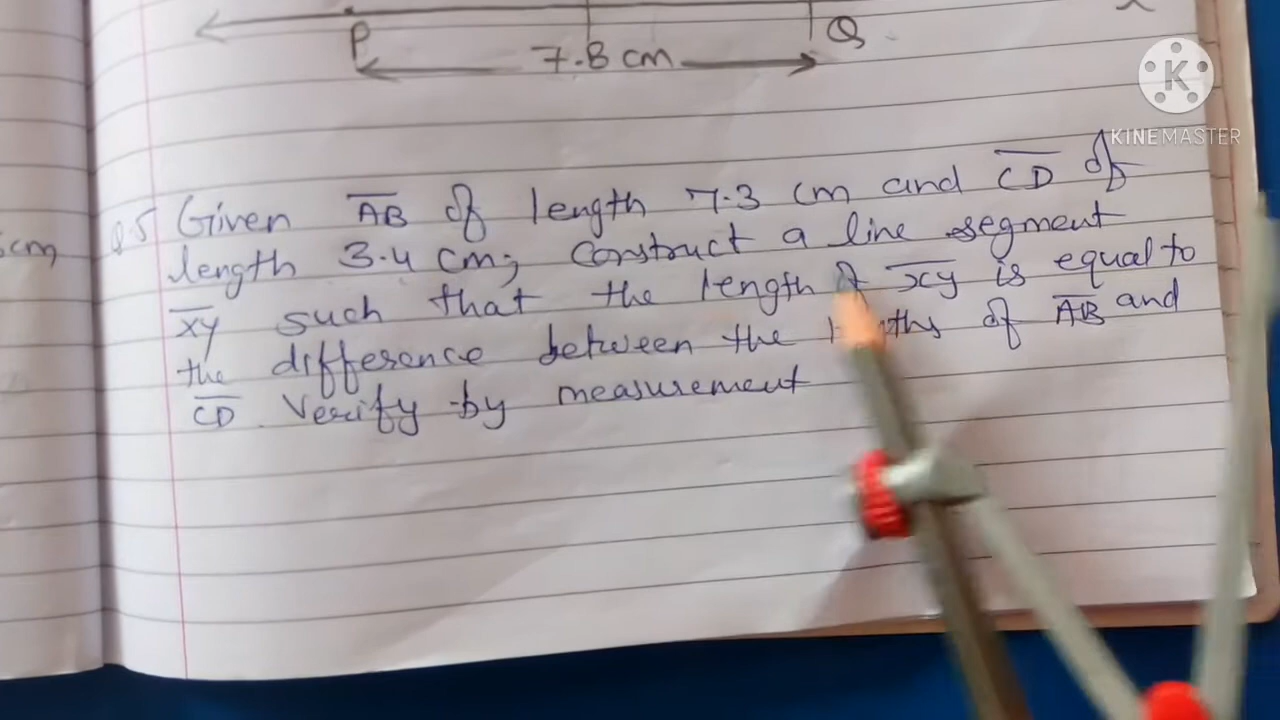 P Q
7.8 cm
KINEMASTER
5cm
Q5 Given AB of length 7.3 cm and CD of
length 3.4 cm; Construct a line segment
xy such that the length of xy is equal to
the difference between the of AB and
CD. Verify by measurement